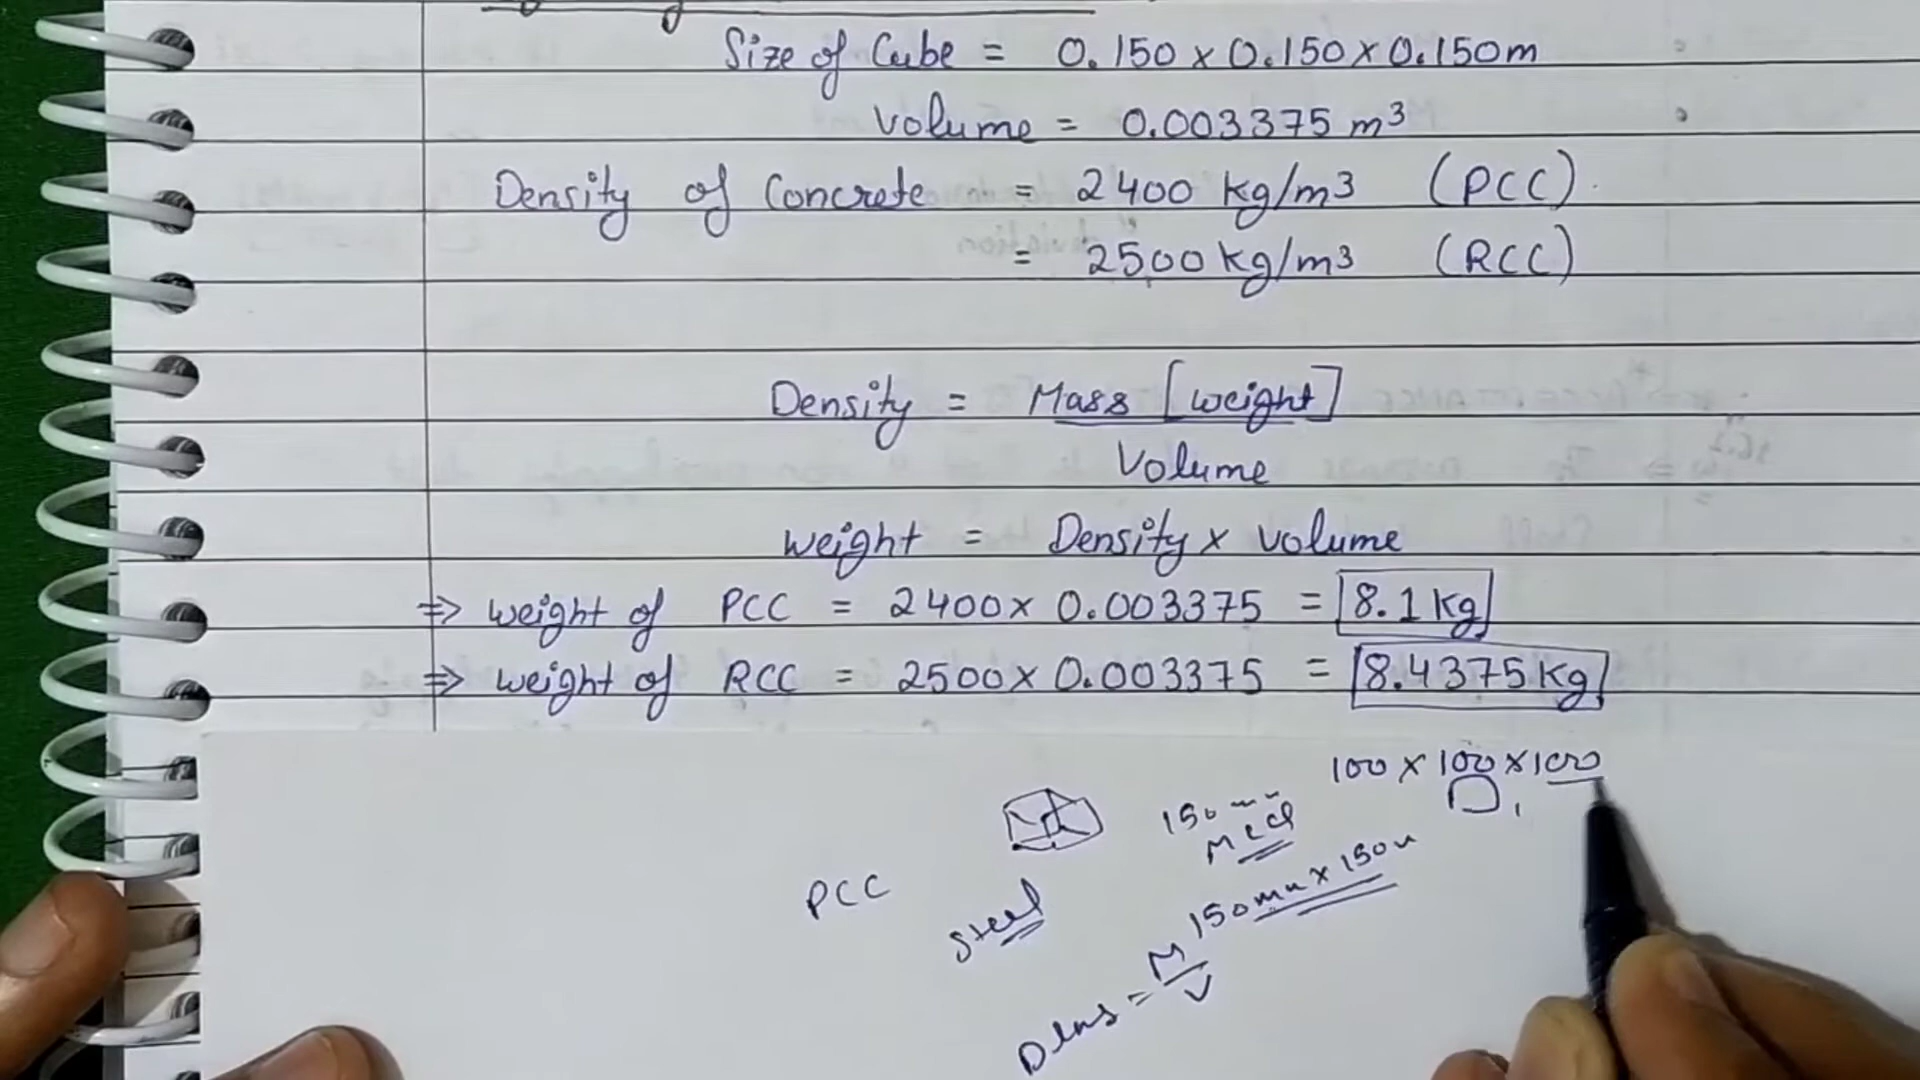 Size of Cube = 0.150 x 0.150 x 0.150m
Volume = 0.003375 m3
Density of Concrete = 2400 kg/m3 (PCC)
= 2500 kg/m3 (RCC)
Density = Mass [weight]
Volume
weight = Density x volume
=> weight of PCC = 2400 x 0.003375 = 8.1 kg
=> weight of RCC = 2500 x 0.003375 = 8.4375 kg
100 x 100 x 100
150
PCC
Steel
150mm x 150
Dens = M
V